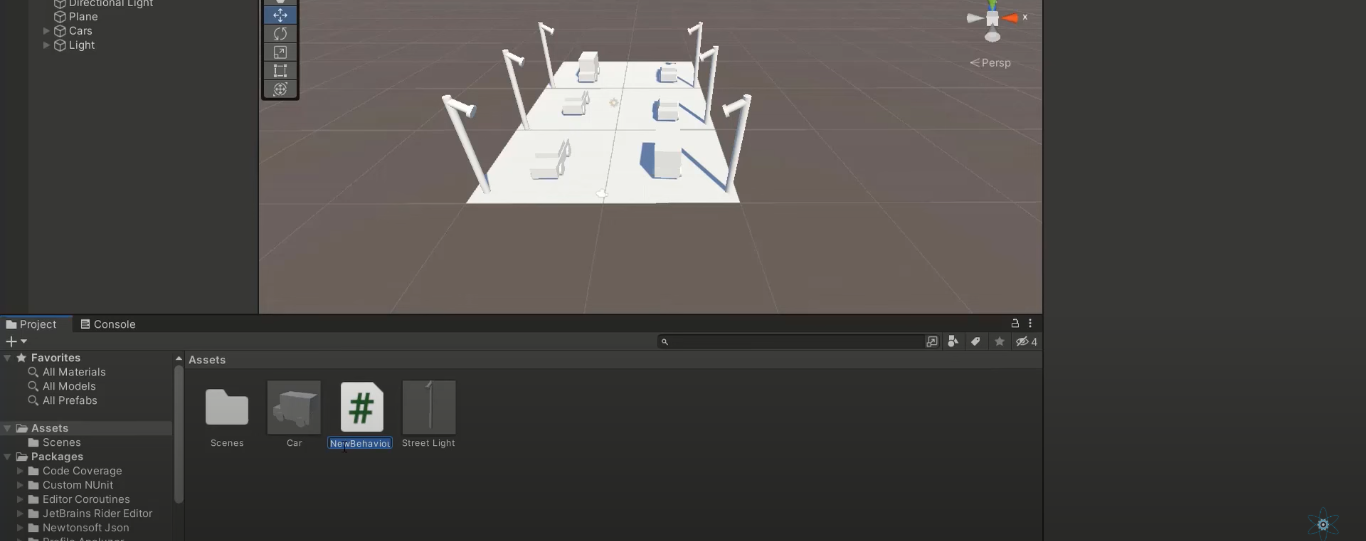 Directional Light
Plane
Cars
Light
x
Persp
Project
Console
4
Favorites
Assets
All Materials
All Models
All Prefabs
Assets
Scenes
Packages
Code Coverage
Custom NUnit
Editor Coroutines
JetBrains Rider Editor
Newtonsoft Json
Scenes
Car
NewBehaviou
Street Light